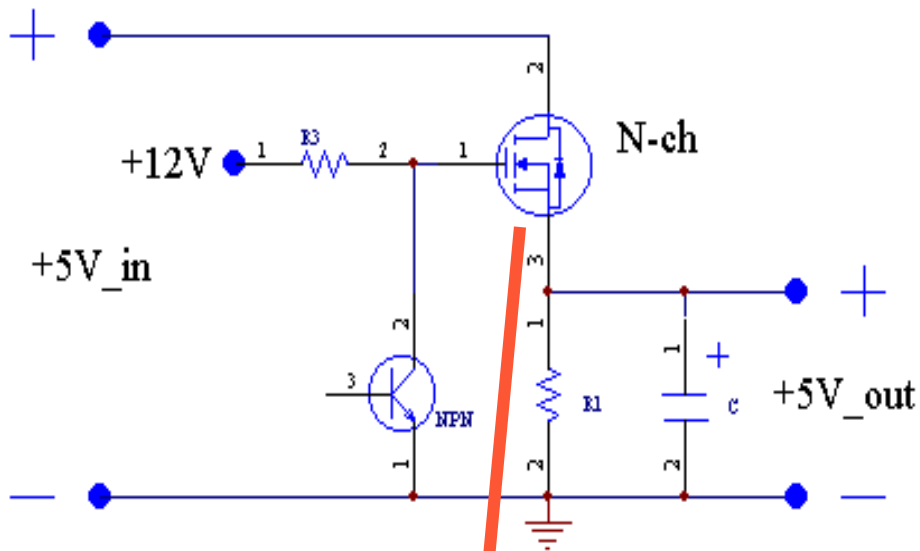 +
2
R3
N-ch
+12V
1
2
1
+5V_in
3
+
2
1
1
+
3
NPN
R1
C
+5V_out
1
2
2
−
−